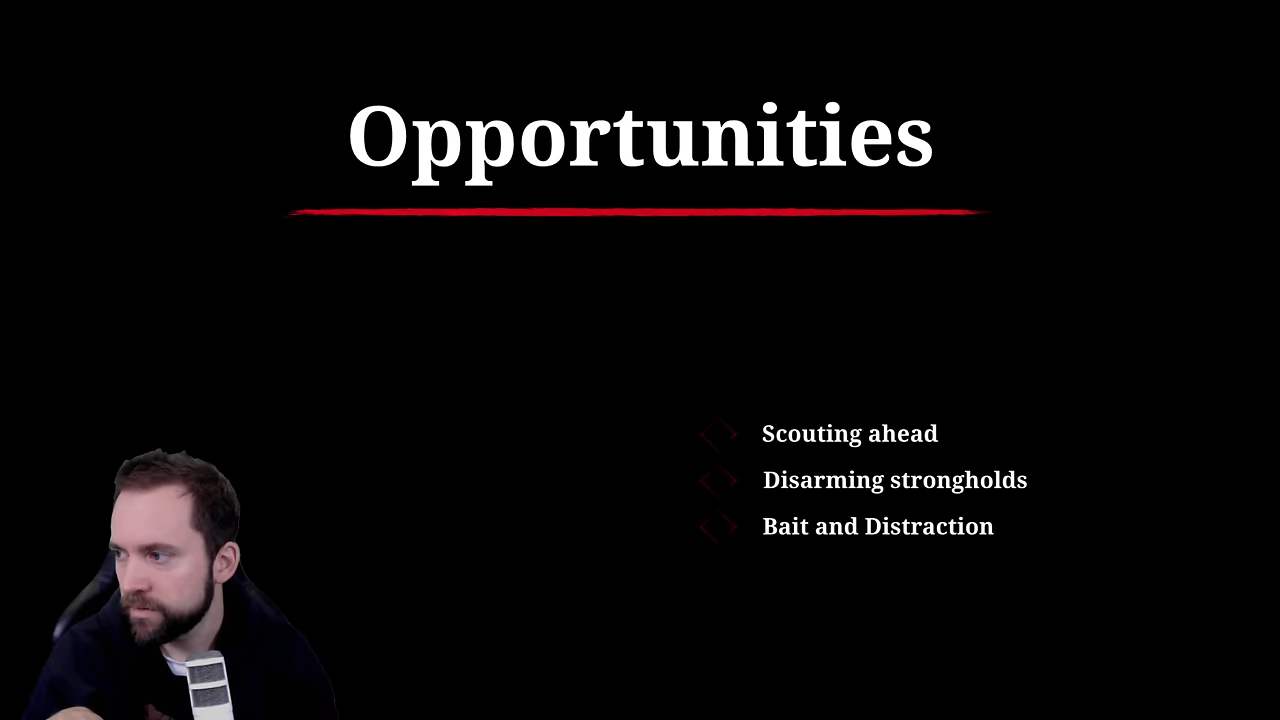 Opportunities
Scouting ahead
Disarming strongholds
Bait and Distraction